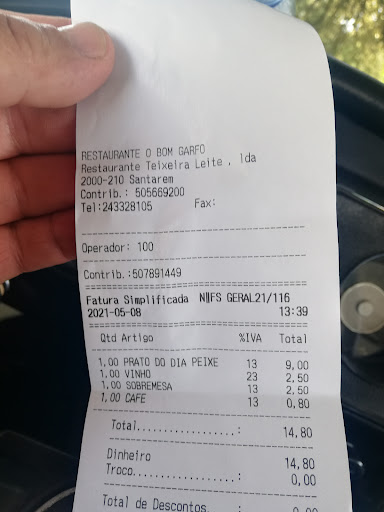 RESTAURANTE O BOM GARFO
Restaurante Teixeira Leite , lda
2000-210 Santarem
Contrib.: 505669200
Tel:243328105 Fax:
Operador: 100
Contrib.:507891449
Fatura Simplificada NºFS GERAL21/116
2021-05-08 13:39
Qtd Artigo %IVA Total
1,00 PRATO DO DIA PEIXE 13 9,00
1,00 VINHO 23 2,50
1,00 SOBREMESA 13 2,50
1,00 CAFE 13 0,80
Total..................: 14,80
Dinheiro 14,80
Troco..................: 0,00
Total de Descontos : 0,00